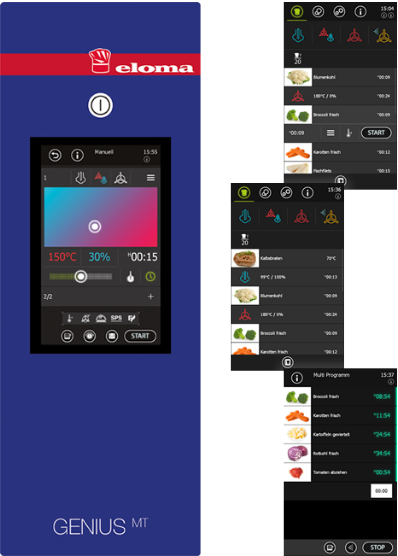 eloma
Manuell
15:55
1
150°C
30%
"00:15
2/2
+
SPS
START
GENIUS MT
15:04
20
Blumenkohl
"00:09
180°C / 0%
"00:24
Broccoli frisch
"00:09
"00:09
START
Karotten frisch
"00:12
Fischfilets
15:36
20
Kalbsbraten
70°C
99°C / 100%
"00:13
Blumenkohl
"00:09
180°C / 0%
"00:24
Broccoli frisch
"00:09
Karotten frisch
"00:12
Multi Programm
15:37
Broccoli frisch
"08:54
Karotten frisch
"11:54
Kartoffeln geviertelt
"24:54
Rotkohl frisch
"34:54
Tomaten abziehen
"00:54
00:00
STOP